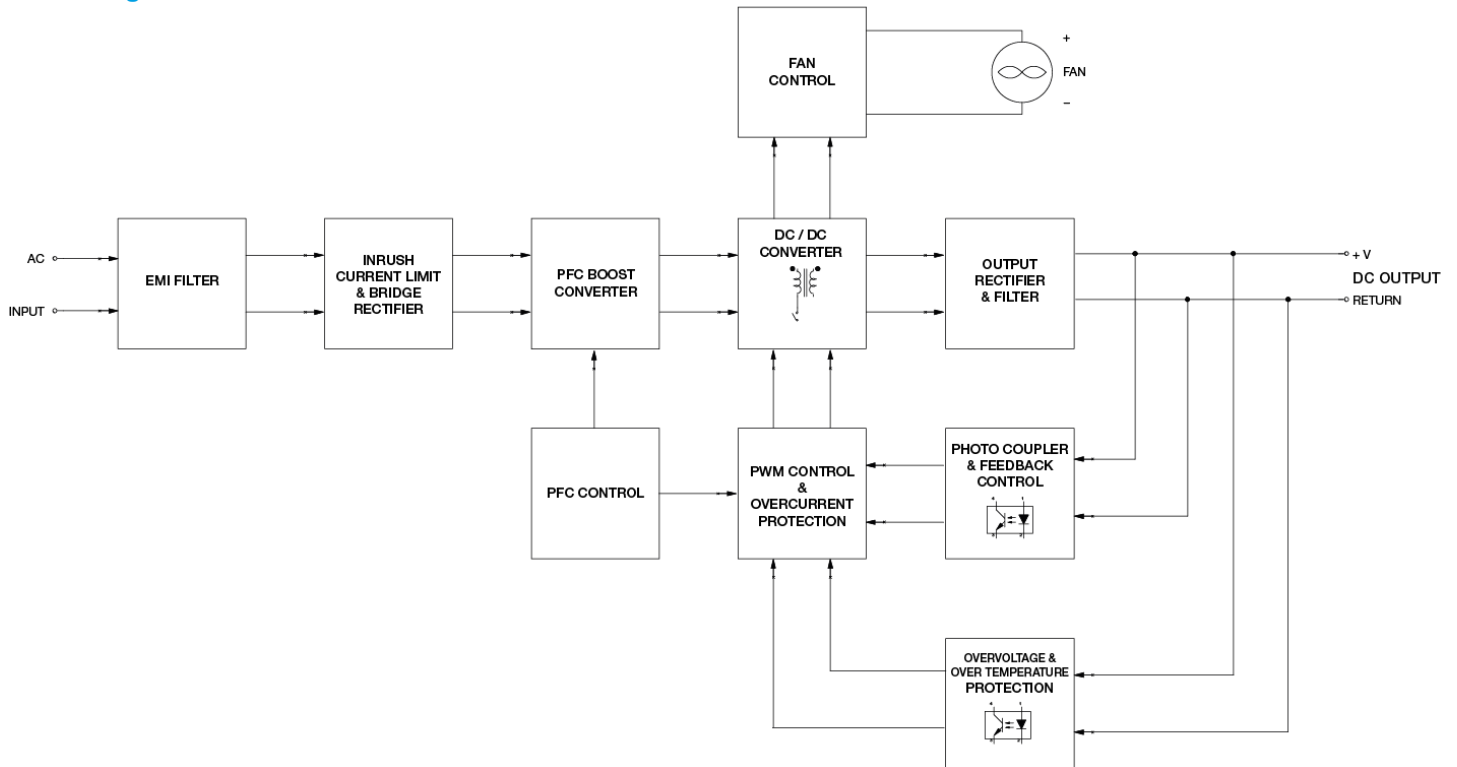 FAN
CONTROL
+
FAN
–
AC
INPUT
EMI FILTER
INRUSH
CURRENT LIMIT
& BRIDGE
RECTIFIER
PFC BOOST
CONVERTER
DC / DC
CONVERTER
OUTPUT
RECTIFIER
& FILTER
+ V
DC OUTPUT
RETURN
PFC CONTROL
PWM CONTROL
&
OVERCURRENT
PROTECTION
PHOTO COUPLER
& FEEDBACK
CONTROL
OVERVOLTAGE &
OVER TEMPERATURE
PROTECTION